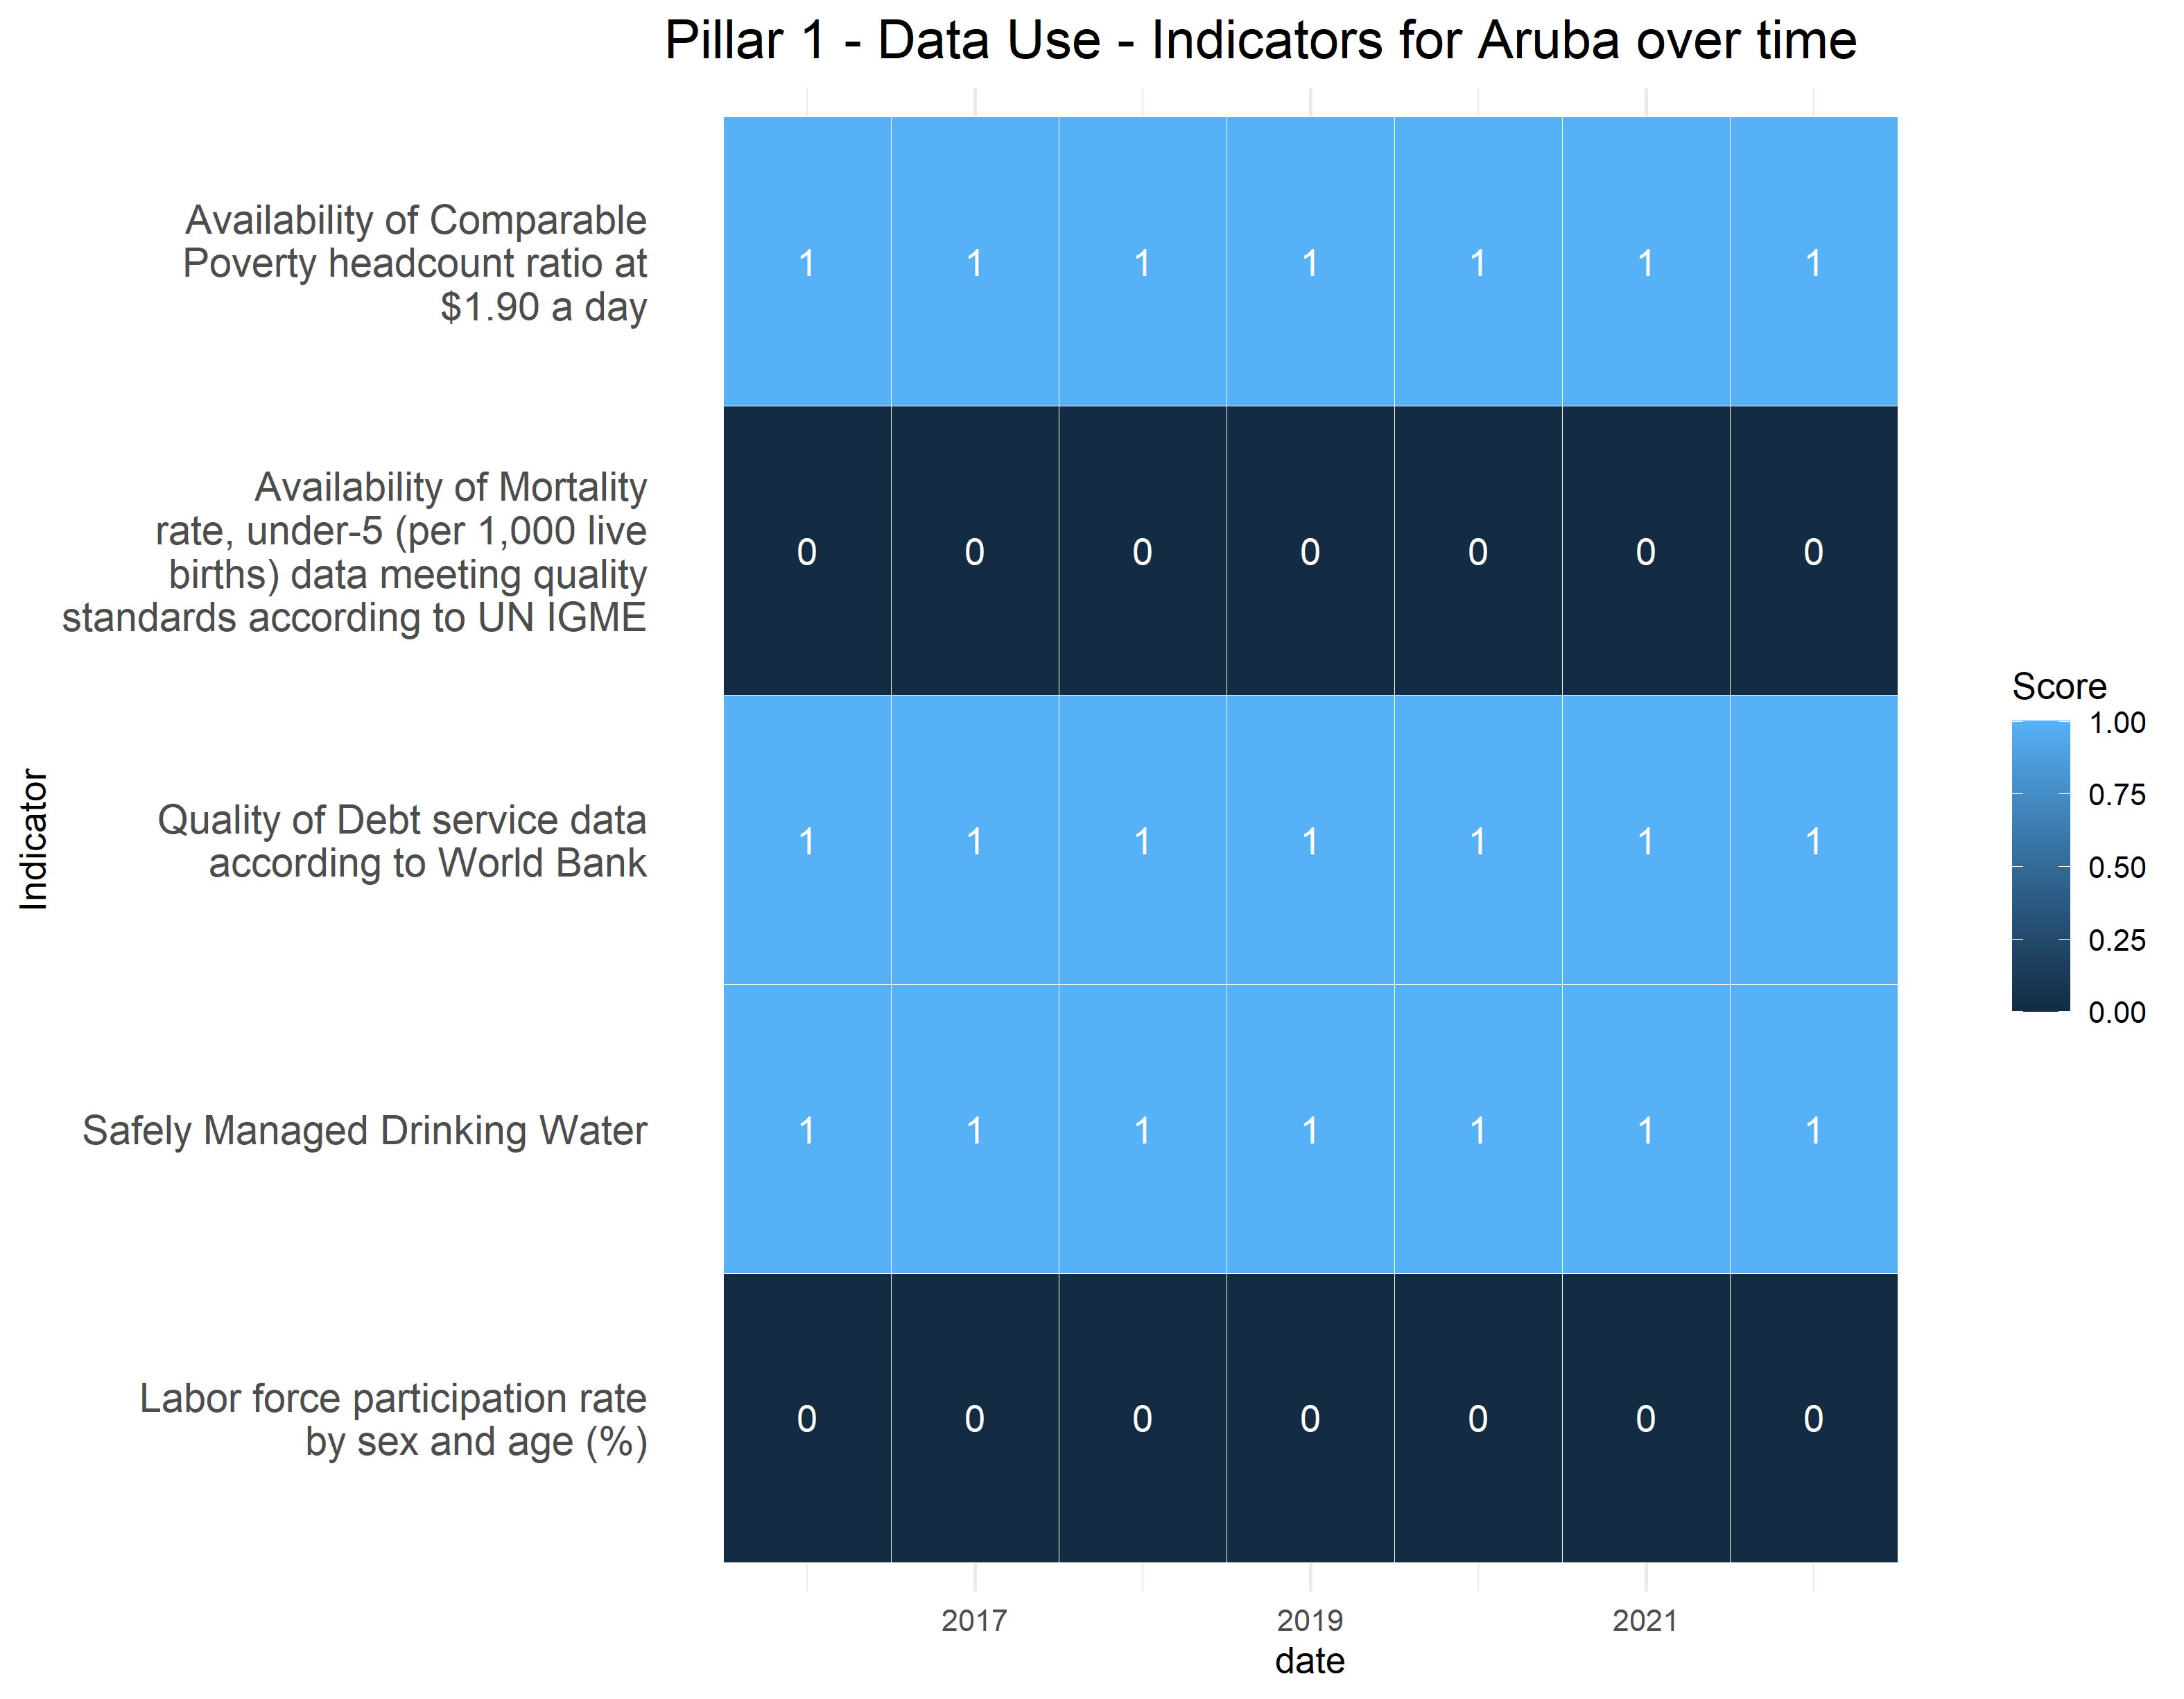 Pillar 1 - Data Use - Indicators for Aruba over time
Indicator
Availability of Comparable
Poverty headcount ratio at
$1.90 a day
1 1 1 1 1 1 1
Availability of Mortality
rate, under-5 (per 1,000 live
births) data meeting quality
standards according to UN IGME
0 0 0 0 0 0 0
Quality of Debt service data
according to World Bank
1 1 1 1 1 1 1
Safely Managed Drinking Water
1 1 1 1 1 1 1
Labor force participation rate
by sex and age (%)
0 0 0 0 0 0 0
2017 2019 2021
date
Score
1.00
0.75
0.50
0.25
0.00